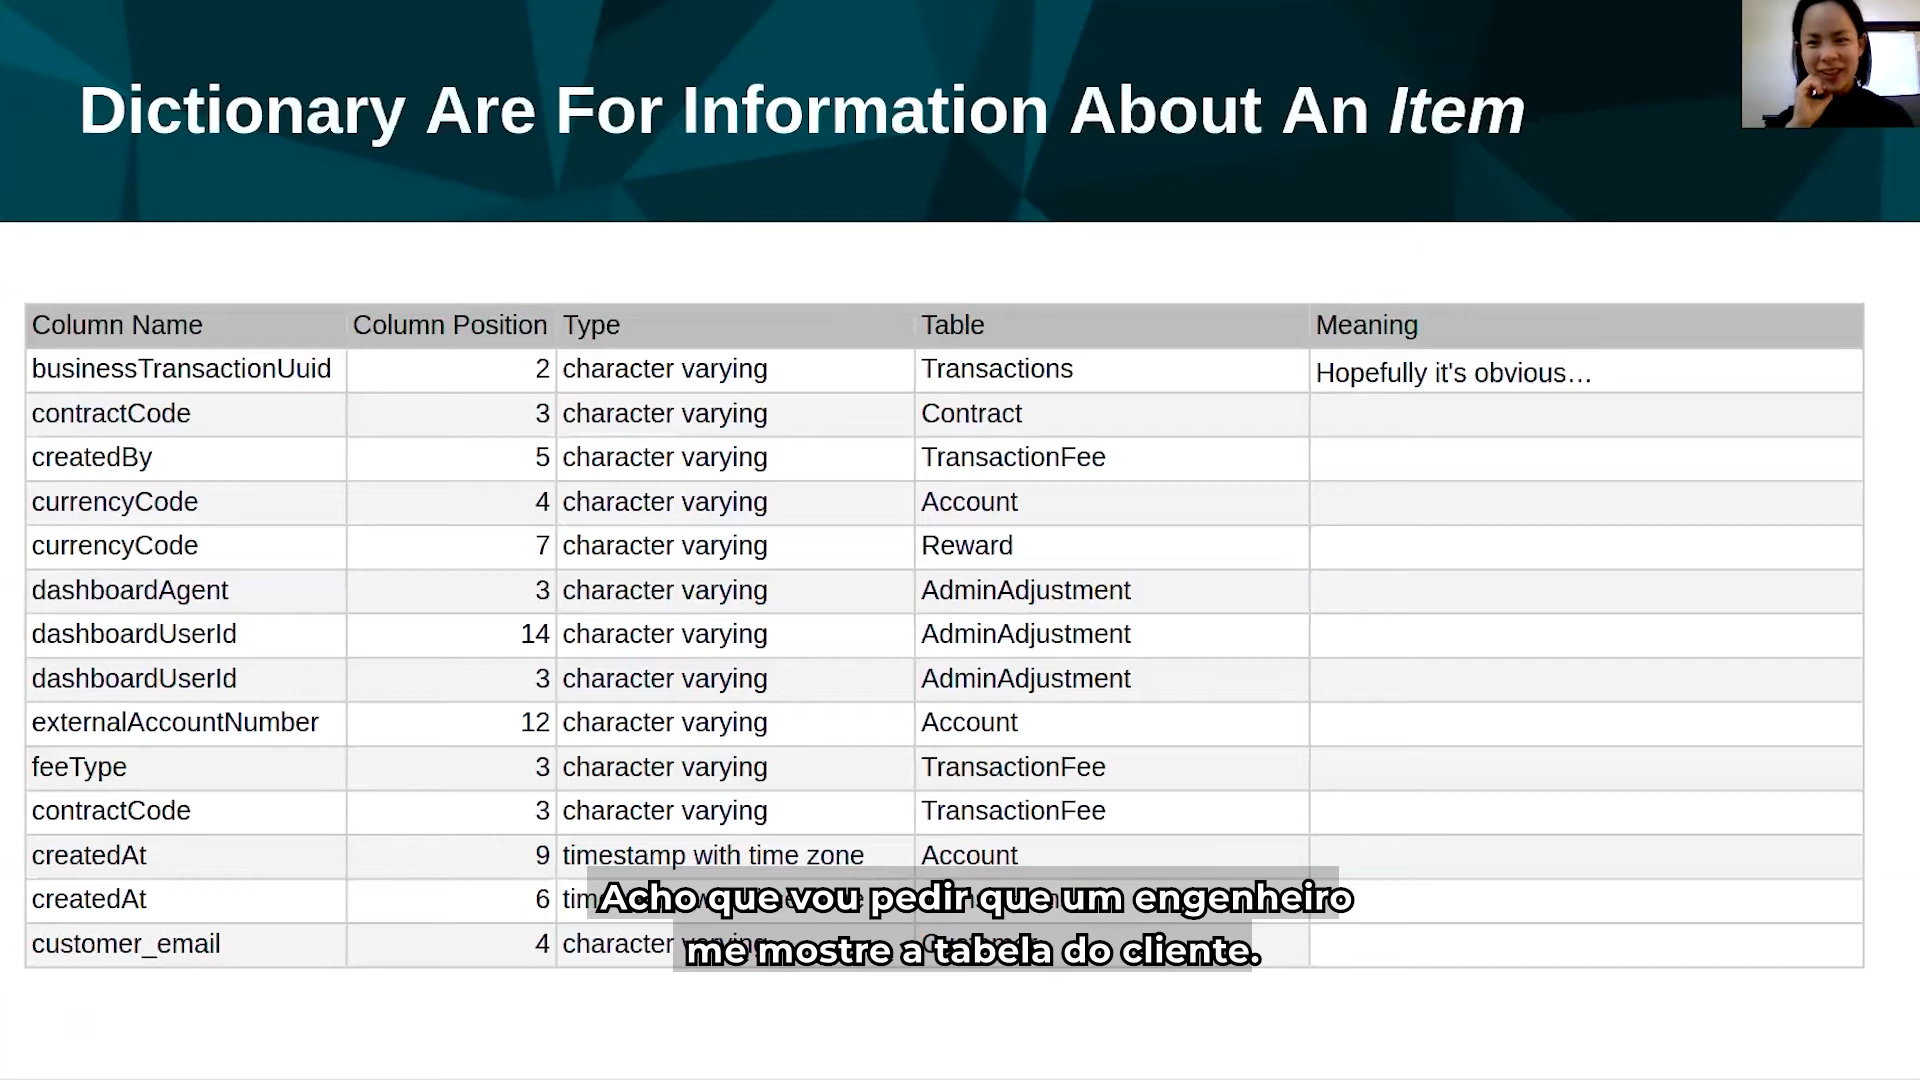 Dictionary Are For Information About An Item
Column Name Column Position Type Table Meaning
businessTransactionUuid 2 character varying Transactions Hopefully it's obvious…
contractCode 3 character varying Contract
createdBy 5 character varying TransactionFee
currencyCode 4 character varying Account
currencyCode 7 character varying Reward
dashboardAgent 3 character varying AdminAdjustment
dashboardUserId 14 character varying AdminAdjustment
dashboardUserId 3 character varying AdminAdjustment
externalAccountNumber 12 character varying Account
feeType 3 character varying TransactionFee
contractCode 3 character varying TransactionFee
createdAt 9 timestamp with time zone Account
createdAt 6
customer_email 4 character varying
Acho que vou pedir que um engenheiro
me mostre a tabela do cliente.